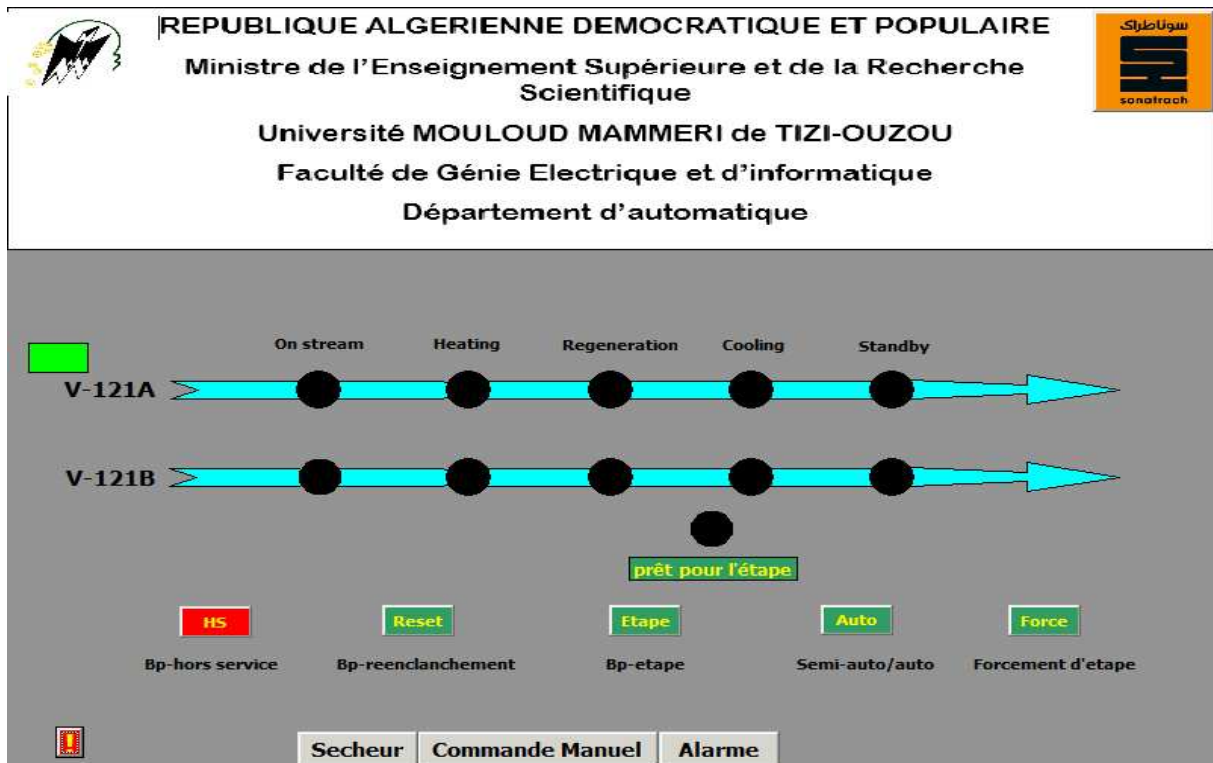 REPUBLIQUE ALGERIENNE DEMOCRATIQUE ET POPULAIRE
سوناطراك
Ministre de l’Enseignement Supérieure et de la Recherche
Scientifique
sonatrach
Université MOULOUD MAMMERI de TIZI-OUZOU
Faculté de Génie Electrique et d’informatique
Département d’automatique
On stream Heating Regeneration Cooling Standby
V-121A
V-121B
prêt pour l'étape
HS Reset Etape Auto Force
Bp-hors service Bp-reenclanchement Bp-etape Semi-auto/auto Forcement d'etape
!
Secheur Commande Manuel Alarme